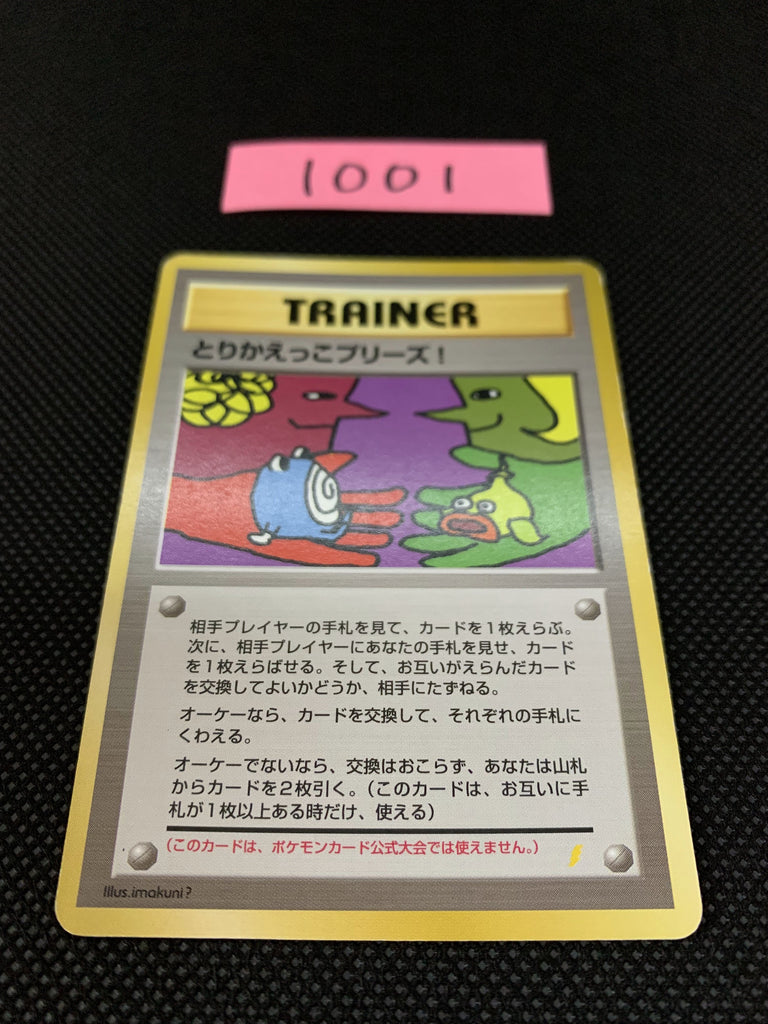 1001
TRAINER
とりかえっこプリーズ！
相手プレイヤーの手札を見て、カードを1枚えらぶ。
次に、相手プレイヤーにあなたの手札を見せ、カード
を1枚えらばせる。そして、お互いがえらんだカード
を交換してよいかどうか、相手にたずねる。
オーケーなら、カードを交換して、それぞれの手札に
くわえる。
オーケーでないなら、交換はおこらず、あなたは山札
からカードを2枚引く。（このカードは、お互いに手
札が1枚以上ある時だけ、使える）
（このカードは、ポケモンカード公式大会では使えません。）
Illus.imakuni?